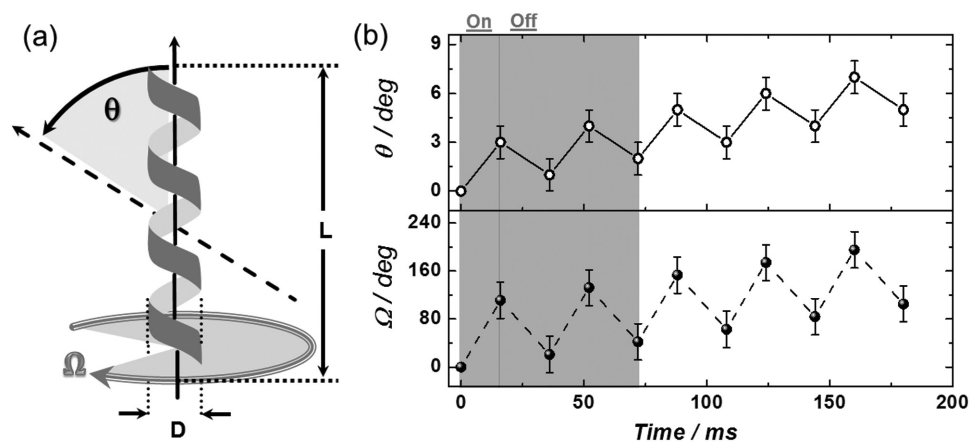 (a)
θ
L
Ω
D
(b)
On Off
9
6
3
0
θ / deg
240
160
80
0
Ω / deg
0 50 100 150 200
Time / ms